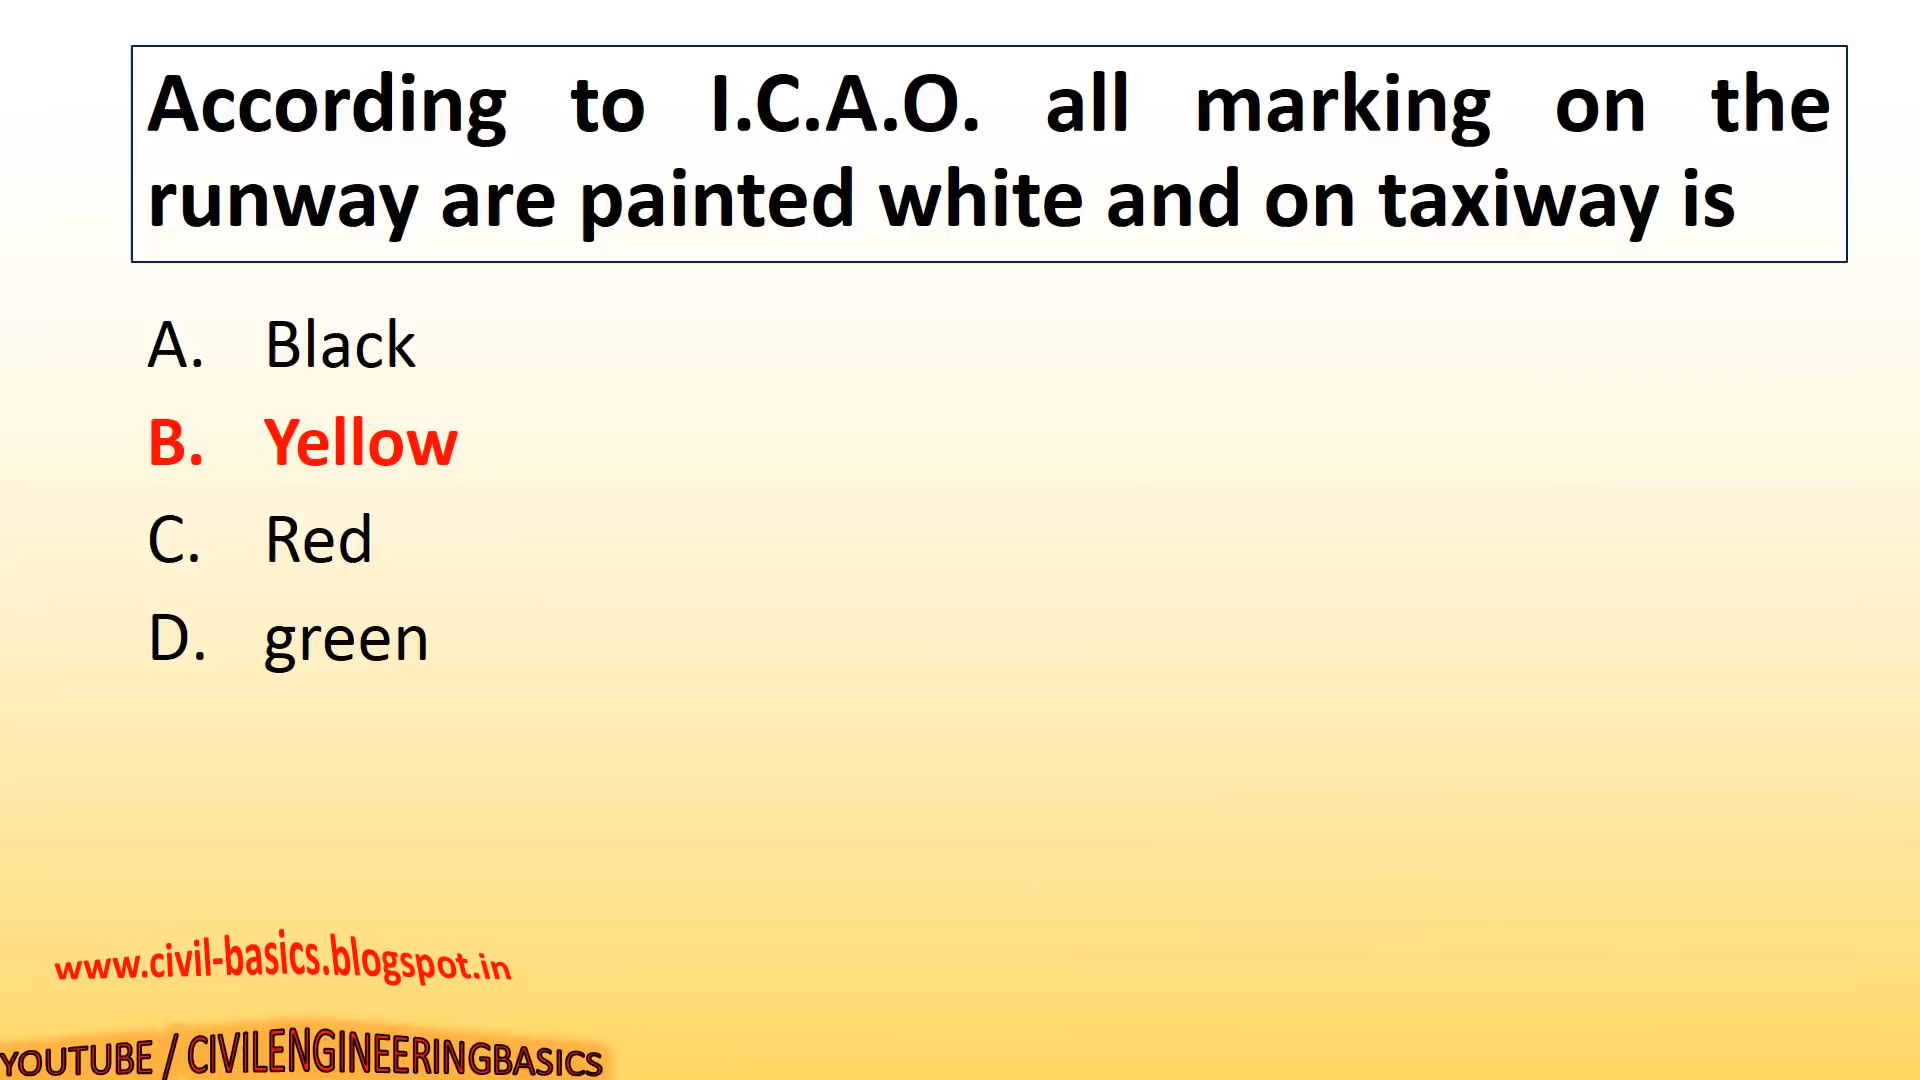 According to I.C.A.O. all marking on the
runway are painted white and on taxiway is
A. Black
B. Yellow
C. Red
D. green
www.civil-basics.blogspot.in
YOUTUBE / CIVILENGINEERINGBASICS